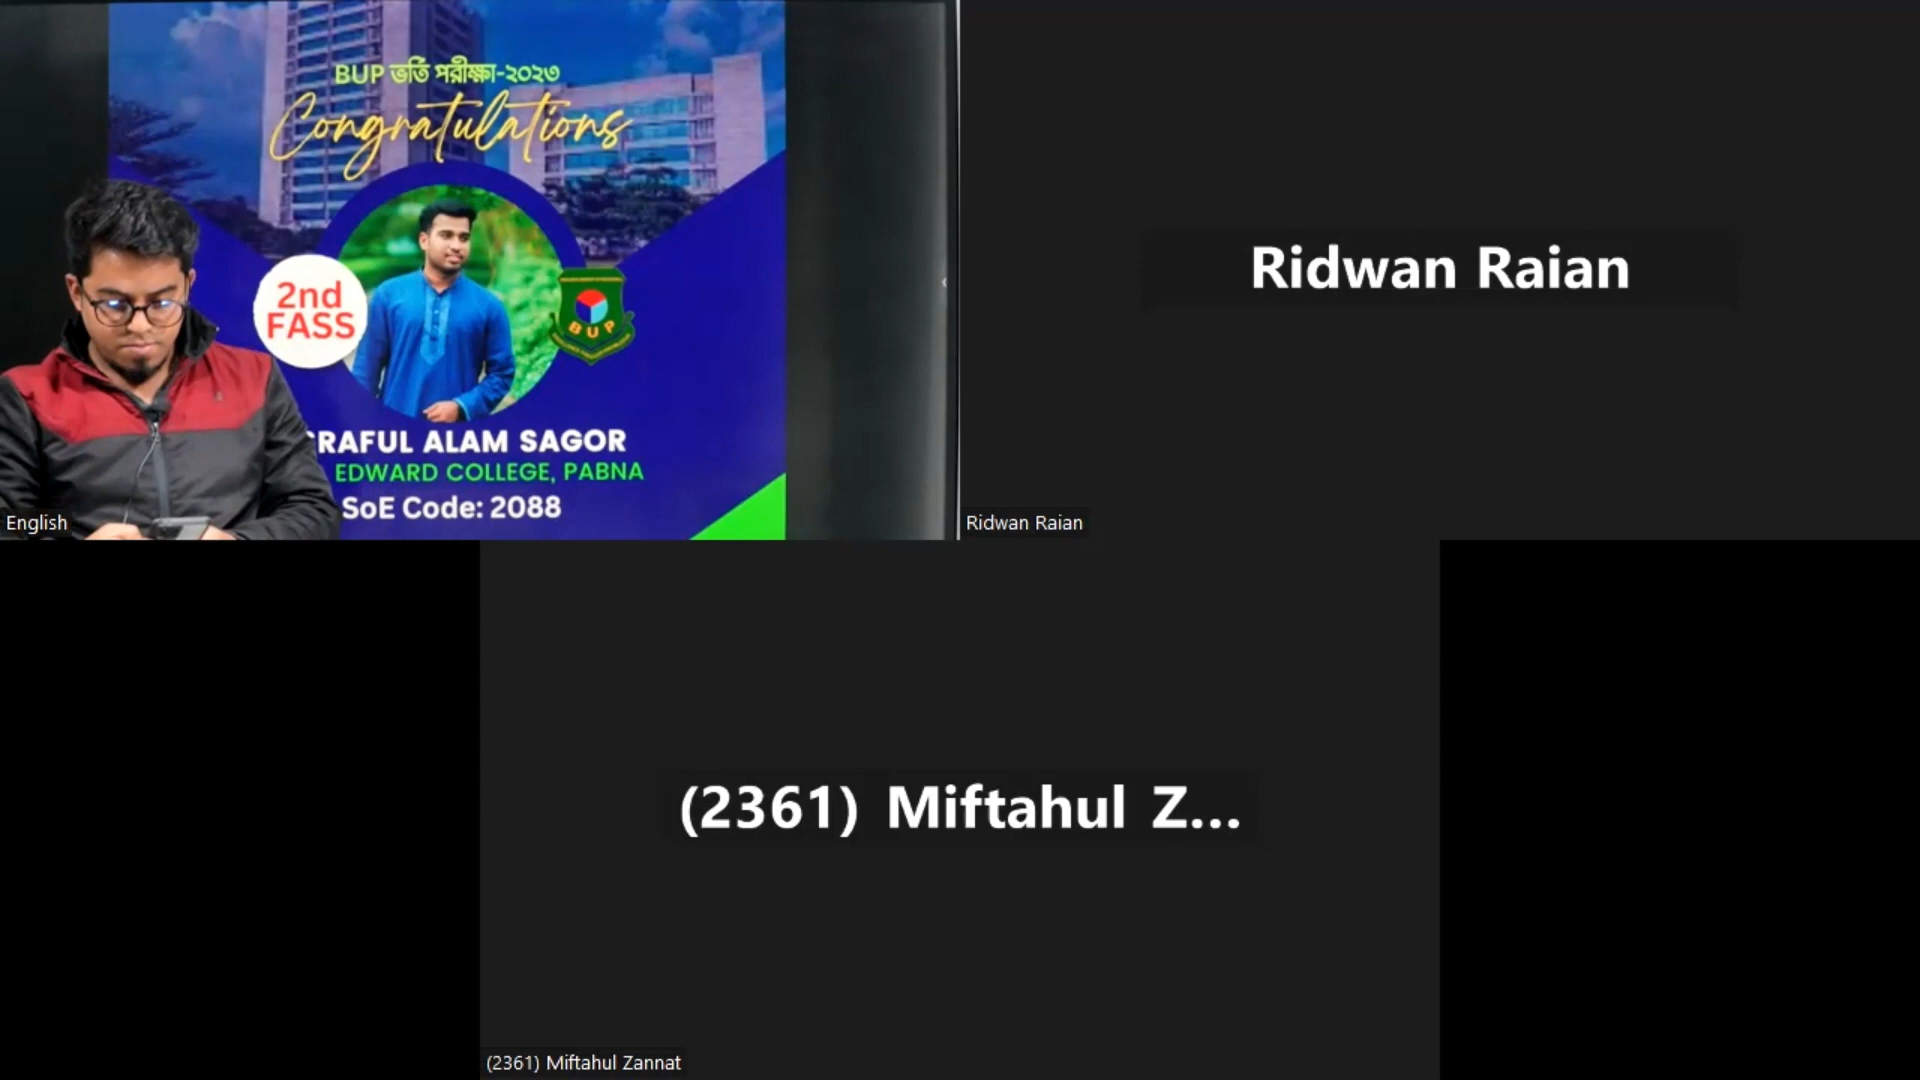 BUP ভর্তি পরীক্ষা-২০২৩
Congratulations
2nd
FASS
BUP
RAFUL ALAM SAGOR
EDWARD COLLEGE, PABNA
SoE Code: 2088
English
Ridwan Raian
Ridwan Raian
(2361) Miftahul Z...
(2361) Miftahul Zannat